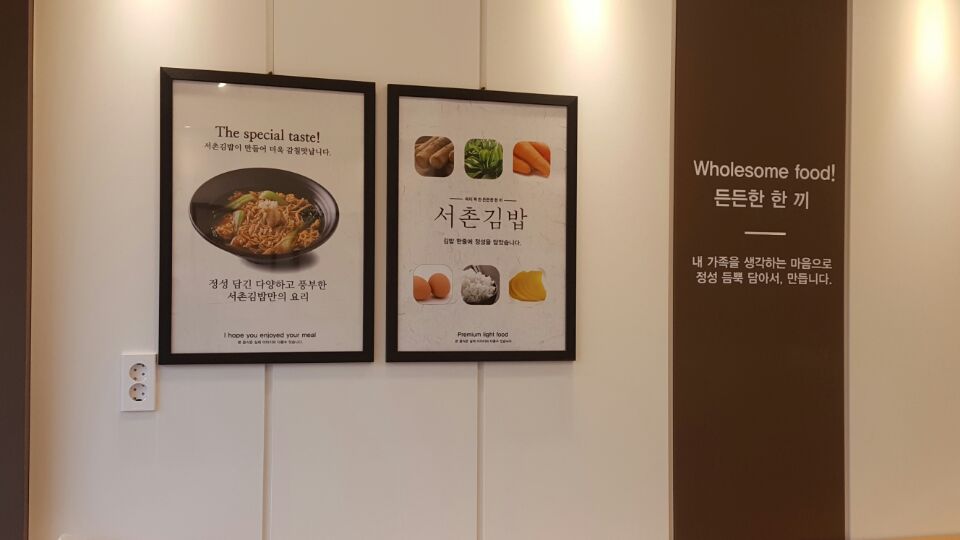 The special taste!
서촌김밥이 만들어 더욱 감칠맛납니다.
정성 담긴 다양하고 풍부한
서촌김밥만의 요리
I hope you enjoyed your meal
서촌김밥
김밥 한줄에 정성을 담았습니다.
Premium light food
Wholesome food!
든든한 한 끼
내 가족을 생각하는 마음으로
정성 듬뿍 담아서, 만듭니다.